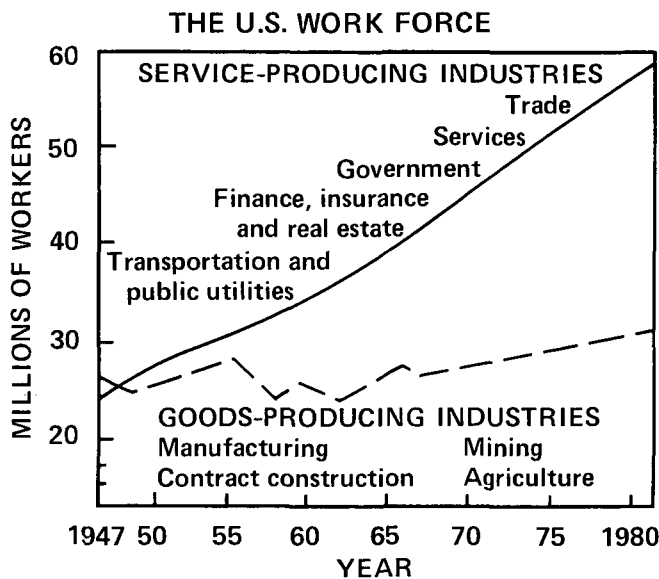 THE U.S. WORK FORCE
60
SERVICE-PRODUCING INDUSTRIES
Trade
50
Services
Government
Finance, insurance
and real estate
40
Transportation and
public utilities
30
GOODS-PRODUCING INDUSTRIES
20
Manufacturing
Mining
Contract construction
Agriculture
MILLIONS OF WORKERS
1947 50 55 60 65 70 75 1980
YEAR